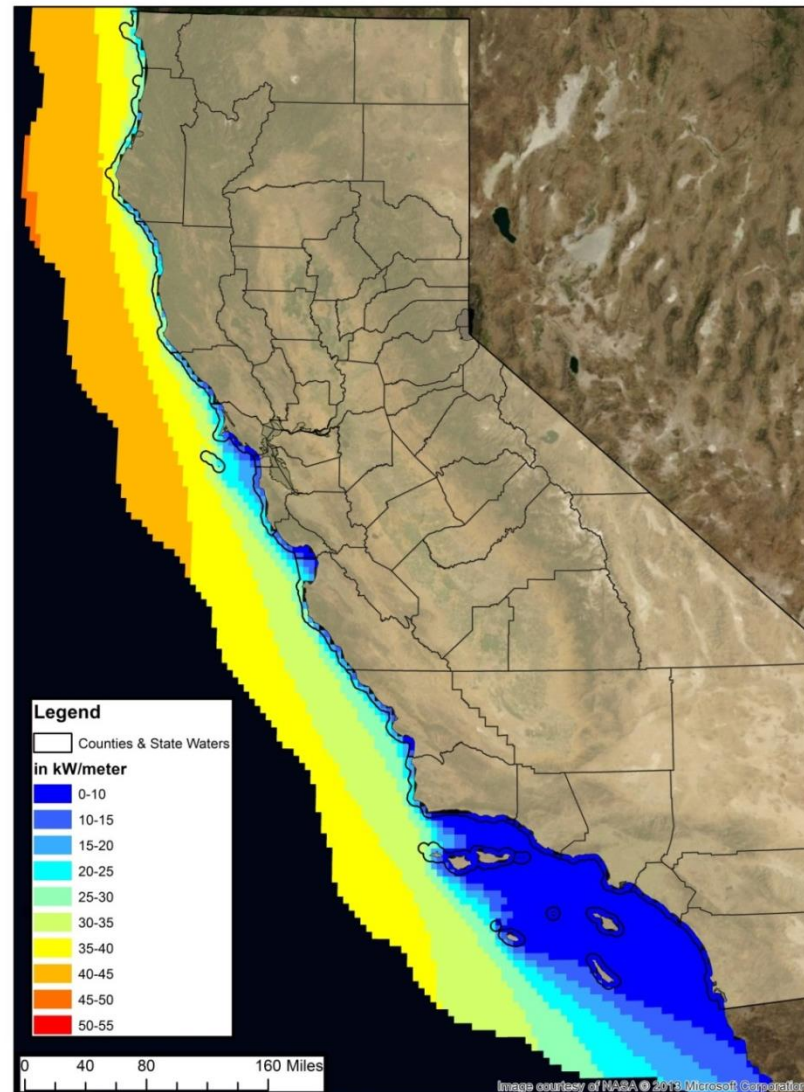 Legend
Counties & State Waters
in kW/meter
0-10
10-15
15-20
20-25
25-30
30-35
35-40
40-45
45-50
50-55
0 40 80 160 Miles
Image courtesy of NASA © 2013 Microsoft Corporation